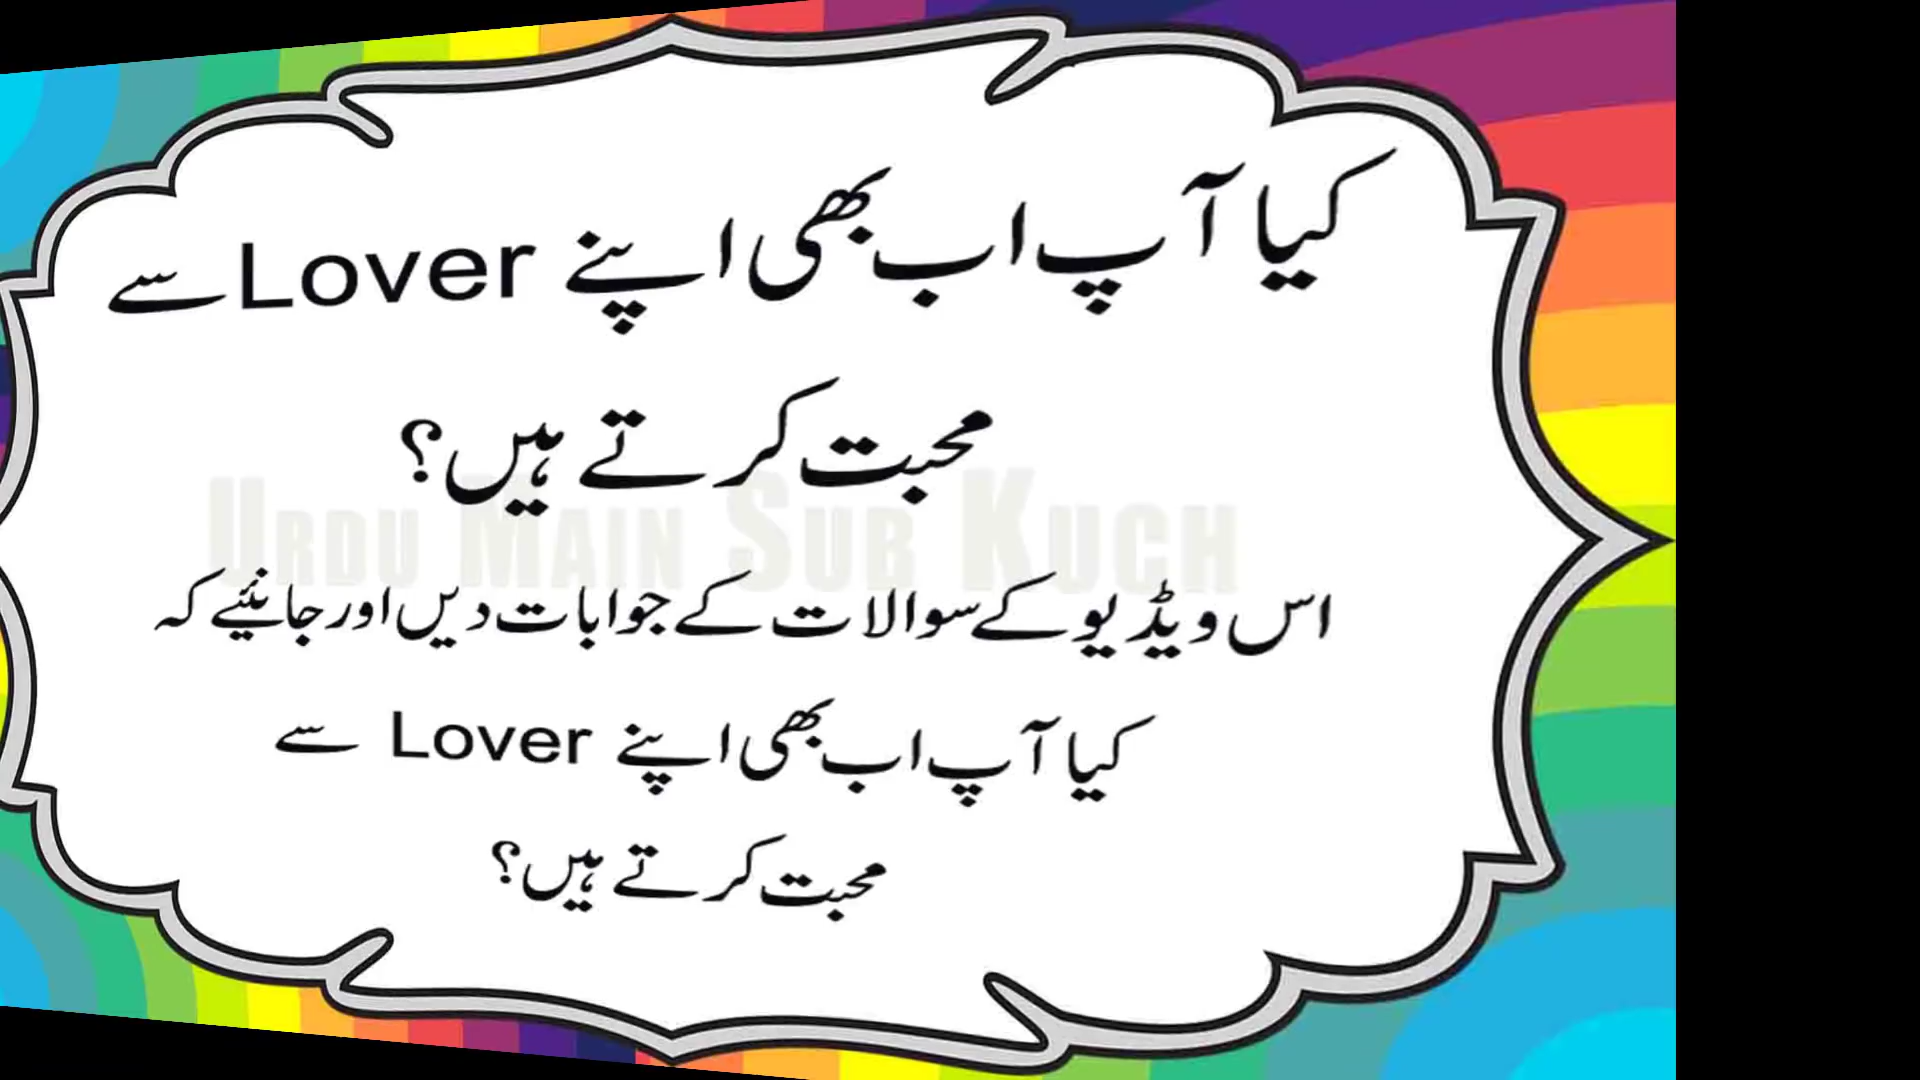 کیا آپ اب بھی اپنے Lover سے
محبت کرتے ہیں؟
Urdu Main Sub Kuch
اس ویڈیو کے سوالات کے جوابات دیں اور جانئیے کہ
کیا آپ اب بھی اپنے Lover سے
محبت کرتے ہیں؟